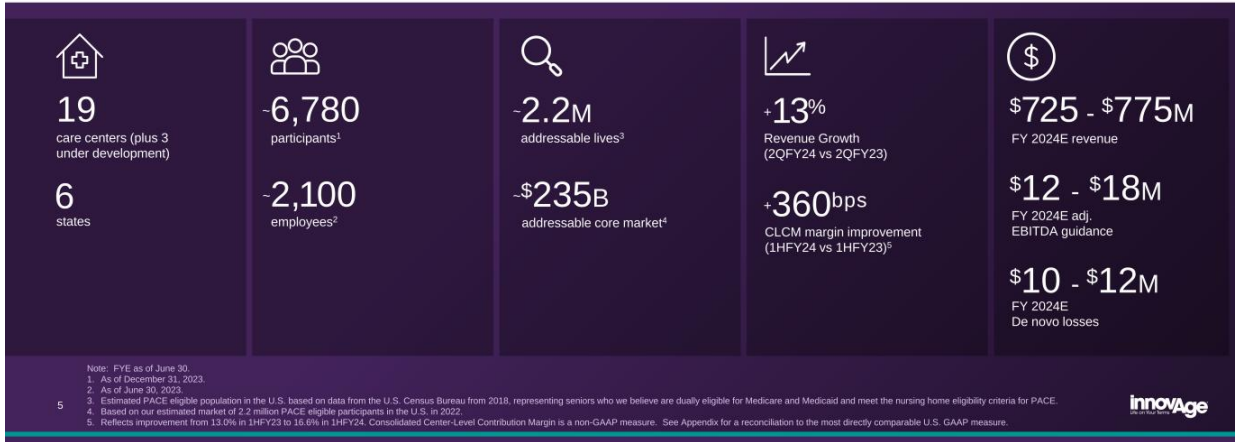 19
care centers (plus 3
under development)
6
states
~6,780
participants1
~2,100
employees2
~2.2M
addressable lives3
~$235B
addressable core market4
+13%
Revenue Growth
(2QFY24 vs 2QFY23)
+360bps
CLCM margin improvement
(1HFY24 vs 1HFY23)5
$725 - $775M
FY 2024E revenue
$12 - $18M
FY 2024E adj.
EBITDA guidance
$10 - $12M
FY 2024E
De novo losses
Note: FYE as of June 30.
1. As of December 31, 2023.
2. As of June 30, 2023.
3. Estimated PACE eligible population in the U.S. based on data from the U.S. Census Bureau from 2018, representing seniors who we believe are dually eligible for Medicare and Medicaid and meet the nursing home eligibility criteria for PACE.
4. Based on our estimated market of 2.2 million PACE eligible participants in the U.S. in 2022.
5. Reflects improvement from 13.0% in 1HFY23 to 16.6% in 1HFY24. Consolidated Center-Level Contribution Margin is a non-GAAP measure. See Appendix for a reconciliation to the most directly comparable U.S. GAAP measure.
5
innovAge
Life on Your Terms